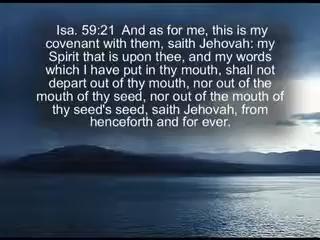 Isa. 59:21  And as for me, this is my
covenant with them, saith Jehovah: my
Spirit that is upon thee, and my words
which I have put in thy mouth, shall not
depart out of thy mouth, nor out of the
mouth of thy seed, nor out of the mouth of
thy seed's seed, saith Jehovah, from
henceforth and for ever.